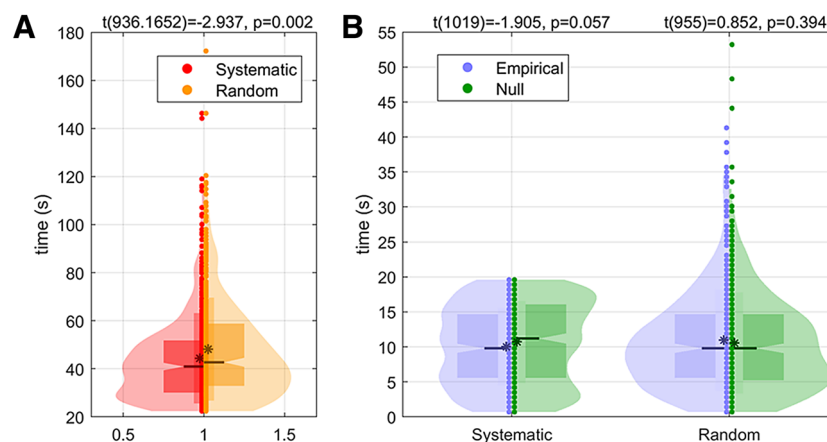 A
t(936.1652)=-2.937, p=0.002
180
160
140
120
100
80
60
40
20
time (s)
Systematic
Random
0.5 1 1.5
B
t(1019)=-1.905, p=0.057 t(955)=0.852, p=0.394
55
50
45
40
35
30
25
20
15
10
5
0
time (s)
Empirical
Null
Systematic Random